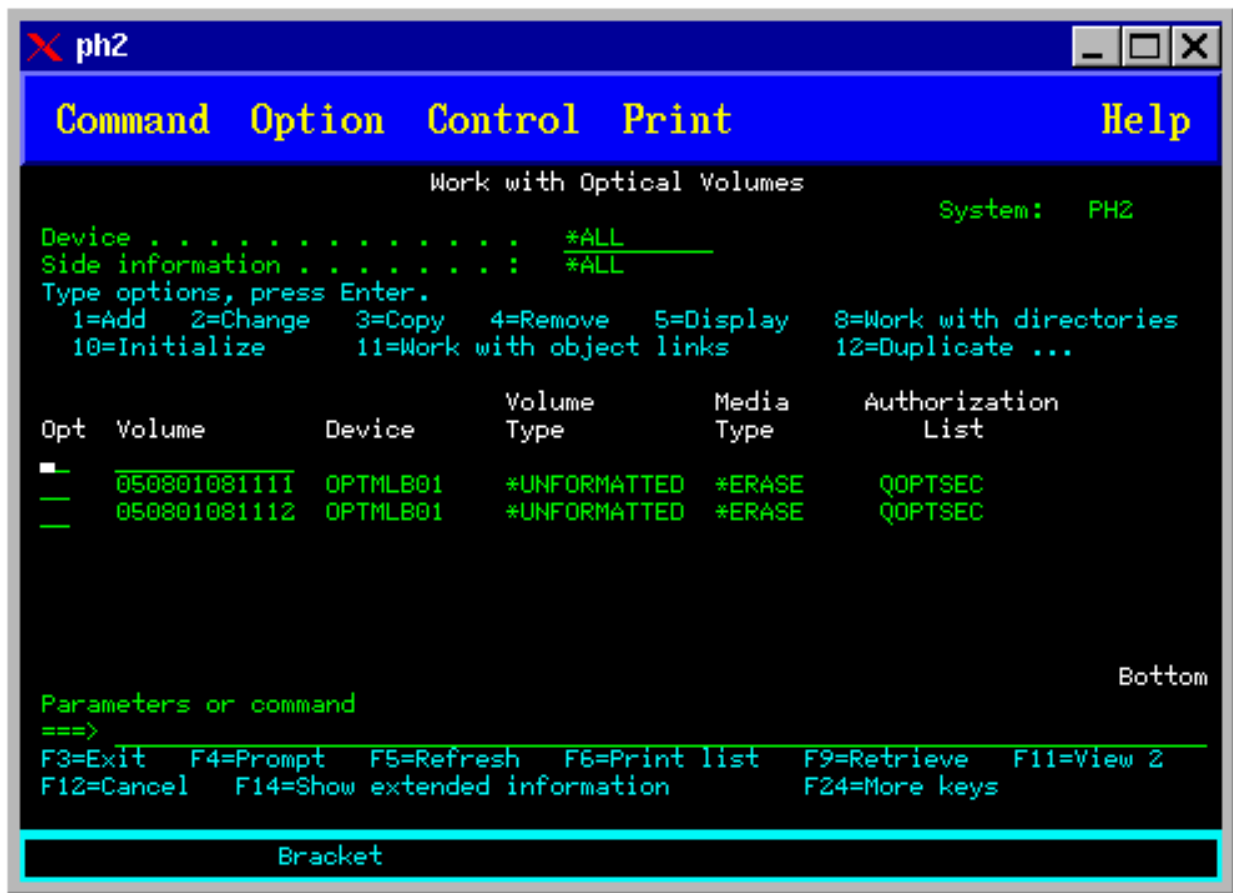 ph2
Command Option Control Print Help
Work with Optical Volumes
System: PH2
Device . . . . . . . . . . . . . *ALL
Side information . . . . . . . : *ALL
Type options, press Enter.
1=Add 2=Change 3=Copy 4=Remove 5=Display 8=Work with directories
10=Initialize 11=Work with object links 12=Duplicate ...
Volume Media Authorization
Opt Volume Device Type Type List
050801081111 OPTMLB01 *UNFORMATTED *ERASE QOPTSEC
050801081112 OPTMLB01 *UNFORMATTED *ERASE QOPTSEC
Bottom
Parameters or command
===>
F3=Exit F4=Prompt F5=Refresh F6=Print list F9=Retrieve F11=View 2
F12=Cancel F14=Show extended information F24=More keys
Bracket